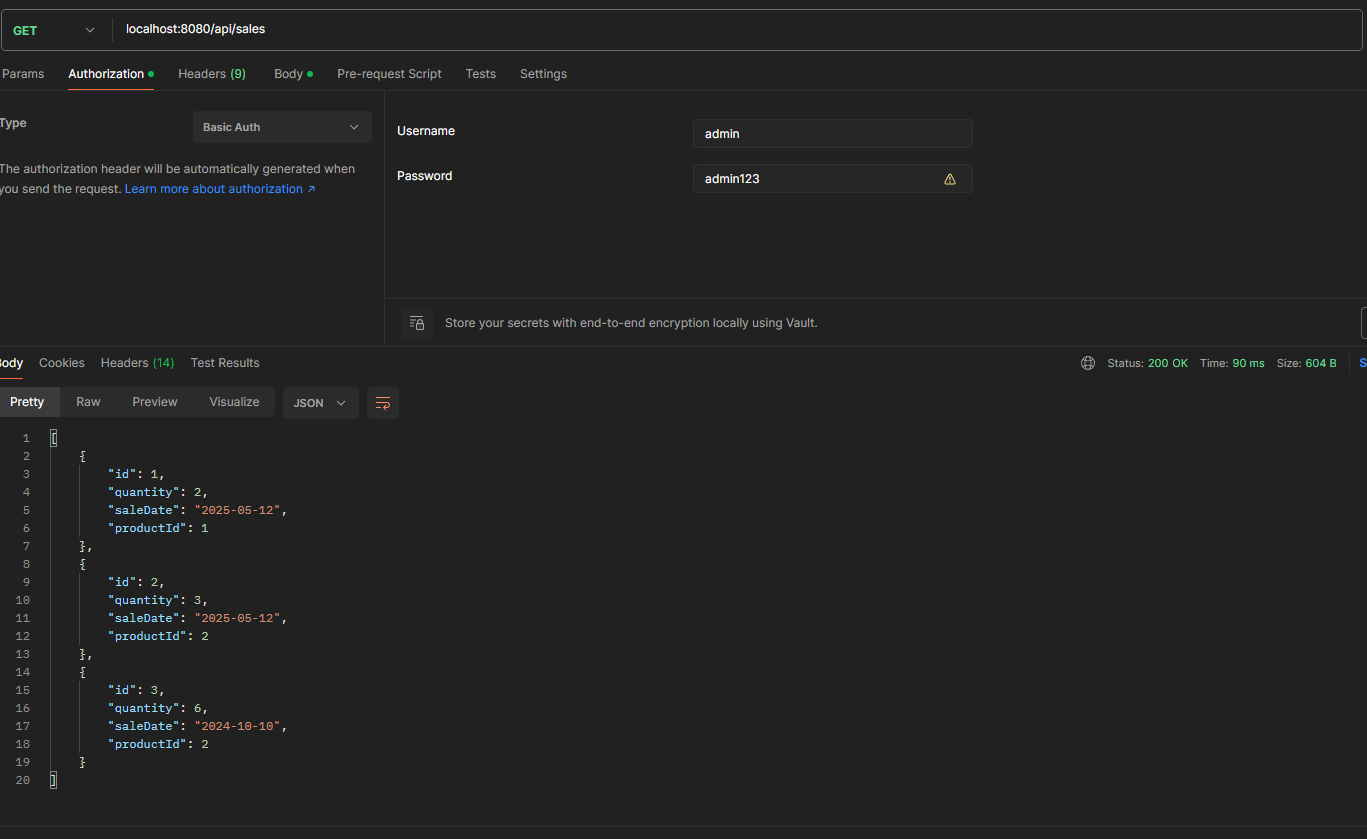 GET localhost:8080/api/sales
Params Authorization Headers (9) Body Pre-request Script Tests Settings
Type Basic Auth
The authorization header will be automatically generated when
you send the request. Learn more about authorization ↗
Username admin
Password admin123
Store your secrets with end-to-end encryption locally using Vault.
Body Cookies Headers (14) Test Results Status: 200 OK Time: 90 ms Size: 604 B S
Pretty Raw Preview Visualize JSON
1 [
2 {
3 "id": 1,
4 "quantity": 2,
5 "saleDate": "2025-05-12",
6 "productId": 1
7 },
8 {
9 "id": 2,
10 "quantity": 3,
11 "saleDate": "2025-05-12",
12 "productId": 2
13 },
14 {
15 "id": 3,
16 "quantity": 6,
17 "saleDate": "2024-10-10",
18 "productId": 2
19 }
20 ]